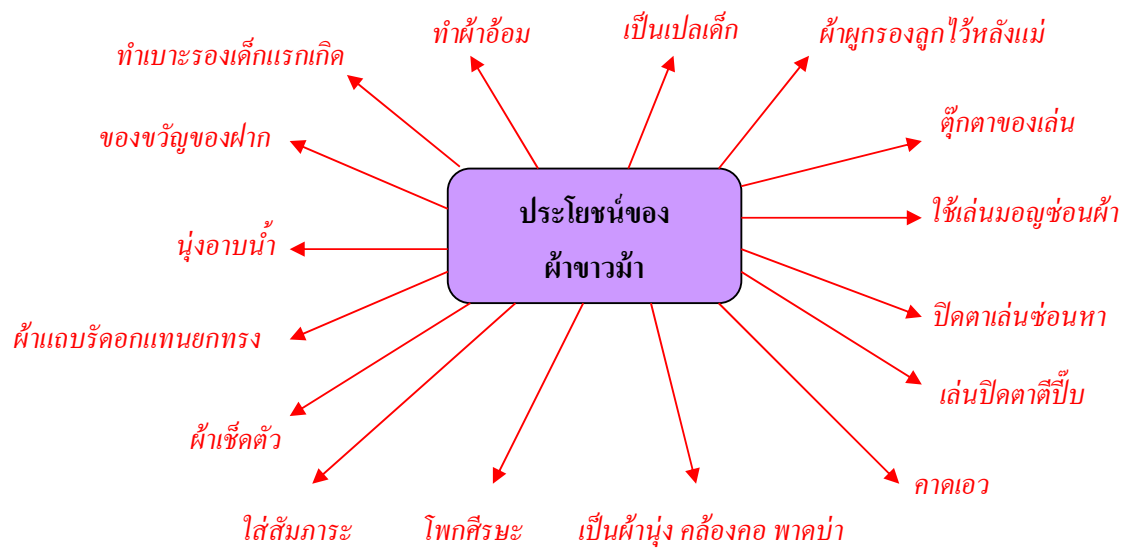 ทำผ้าอ้อม
เป็นเปลเด็ก
ผ้าผูกรองลูกไว้หลังแม่
ทำเบาะรองเด็กแรกเกิด
ตุ๊กตาของเล่น
ของขวัญของฝาก
ประโยชน์ของ
ผ้าขาวม้า
ใช้เล่นมอญซ่อนผ้า
นุ่งอาบน้ำ
ปิดตาเล่นซ่อนหา
ผ้าแถบรัดอกแทนยกทรง
เล่นปิดตาตีปี๊บ
ผ้าเช็ดตัว
คาดเอว
ใส่สัมภาระ
โพกศีรษะ
เป็นผ้านุ่ง คล้องคอ พาดบ่า